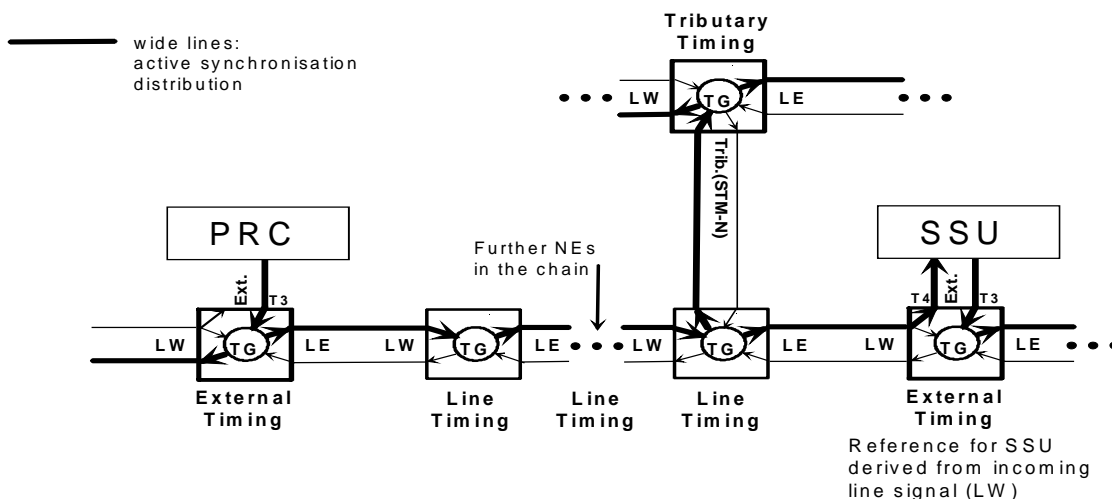 Tributary
Timing
wide lines:
active synchronisation
distribution
LW
TG
LE
Trib.(STM-N)
PRC
SSU
Further NEs
in the chain
Ext.
T3
T4
Ext.
T3
LW
TG
LE
LW
TG
LE
LW
TG
LE
LW
TG
LE
External
Timing
Line
Timing
Line
Timing
Line
Timing
External
Timing
Reference for SSU
derived from incoming
line signal (LW)